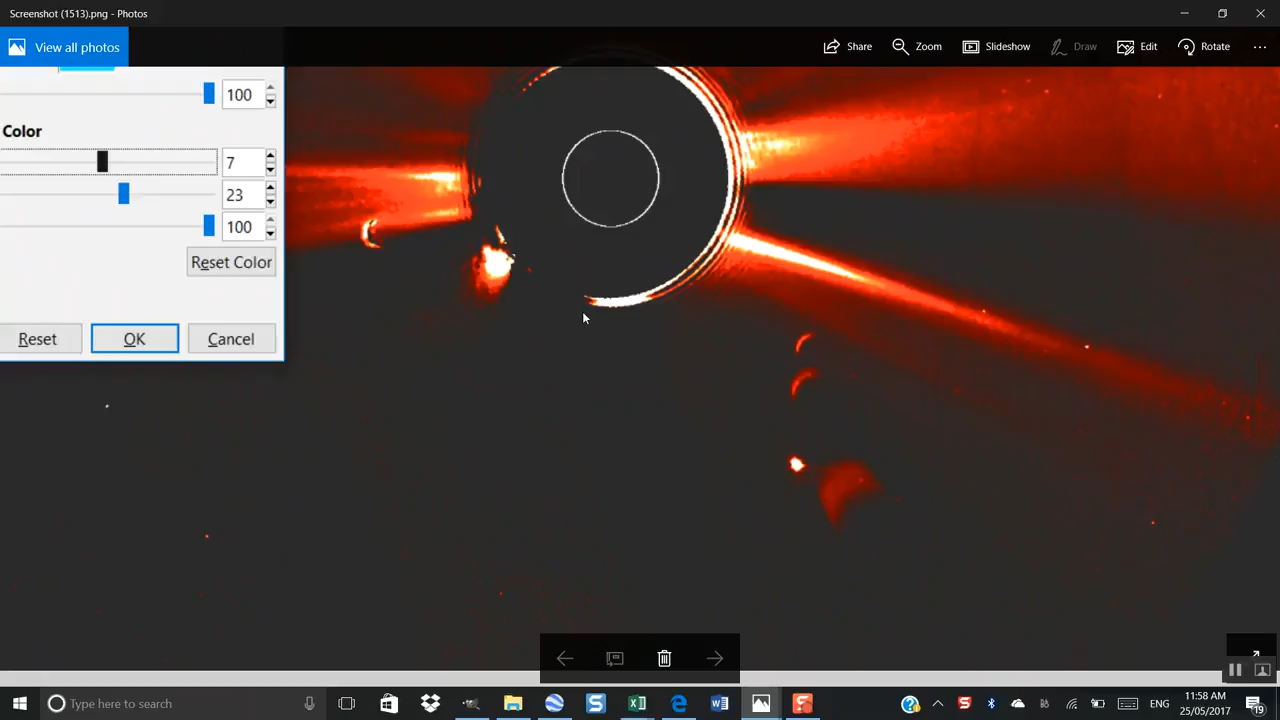 Screenshot (1513).png - Photos
View all photos
Share
Zoom
Slideshow
Draw
Edit
Rotate
100
Color
7
23
100
Reset Color
Reset
OK
Cancel
Type here to search
11:58 AM
ENG
25/05/2017
19